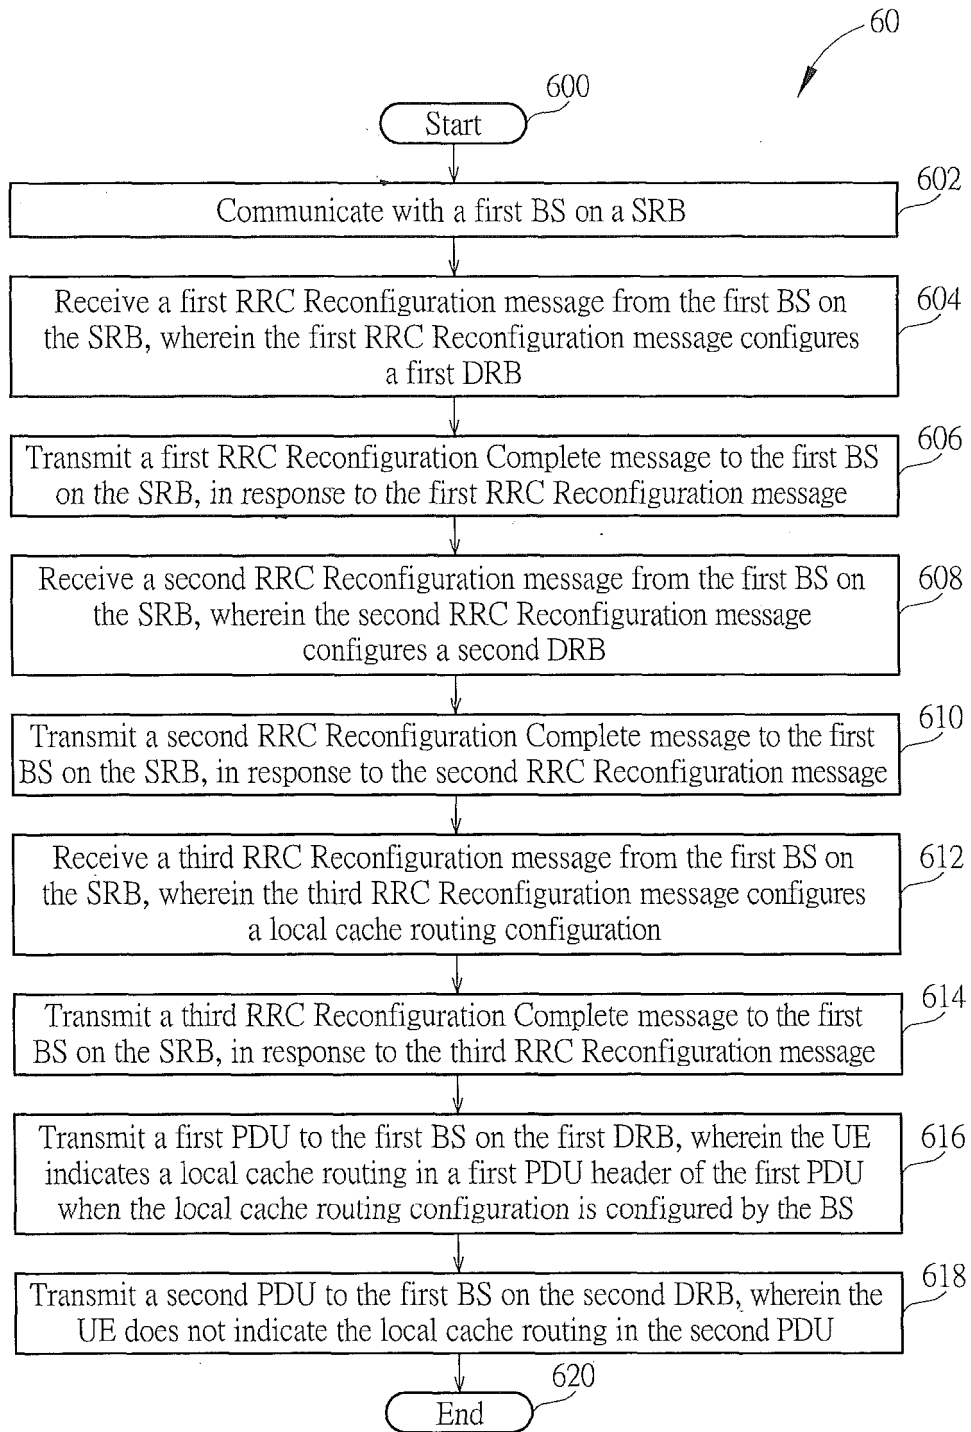 60
600
Start
602
Communicate with a first BS on a SRB
604
Receive a first RRC Reconfiguration message from the first BS on
the SRB, wherein the first RRC Reconfiguration message configures
a first DRB
606
Transmit a first RRC Reconfiguration Complete message to the first BS
on the SRB, in response to the first RRC Reconfiguration message
608
Receive a second RRC Reconfiguration message from the first BS on
the SRB, wherein the second RRC Reconfiguration message
configures a second DRB
610
Transmit a second RRC Reconfiguration Complete message to the first
BS on the SRB, in response to the second RRC Reconfiguration message
612
Receive a third RRC Reconfiguration message from the first BS on
the SRB, wherein the third RRC Reconfiguration message configures
a local cache routing configuration
614
Transmit a third RRC Reconfiguration Complete message to the first
BS on the SRB, in response to the third RRC Reconfiguration message
616
Transmit a first PDU to the first BS on the first DRB, wherein the UE
indicates a local cache routing in a first PDU header of the first PDU
when the local cache routing configuration is configured by the BS
618
Transmit a second PDU to the first BS on the second DRB, wherein the
UE does not indicate the local cache routing in the second PDU
620
End